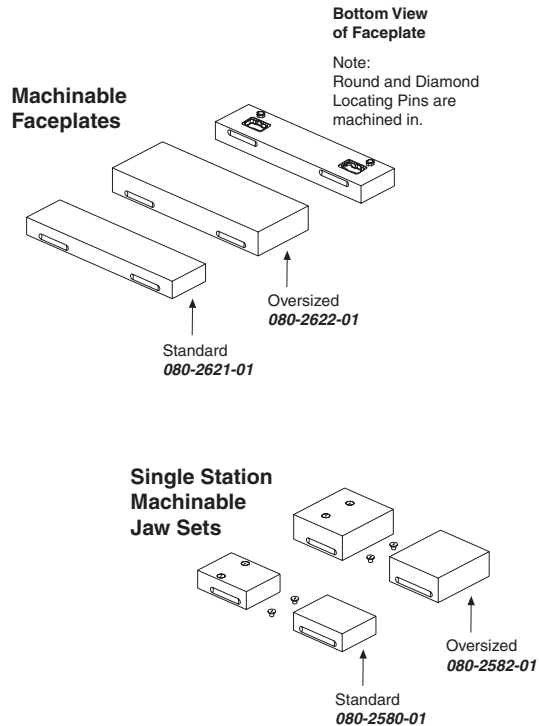 Bottom View
of Faceplate
Note:
Round and Diamond
Locating Pins are
machined in.
Machinable
Faceplates
Oversized
080-2622-01
Standard
080-2621-01
Single Station
Machinable
Jaw Sets
Oversized
080-2582-01
Standard
080-2580-01